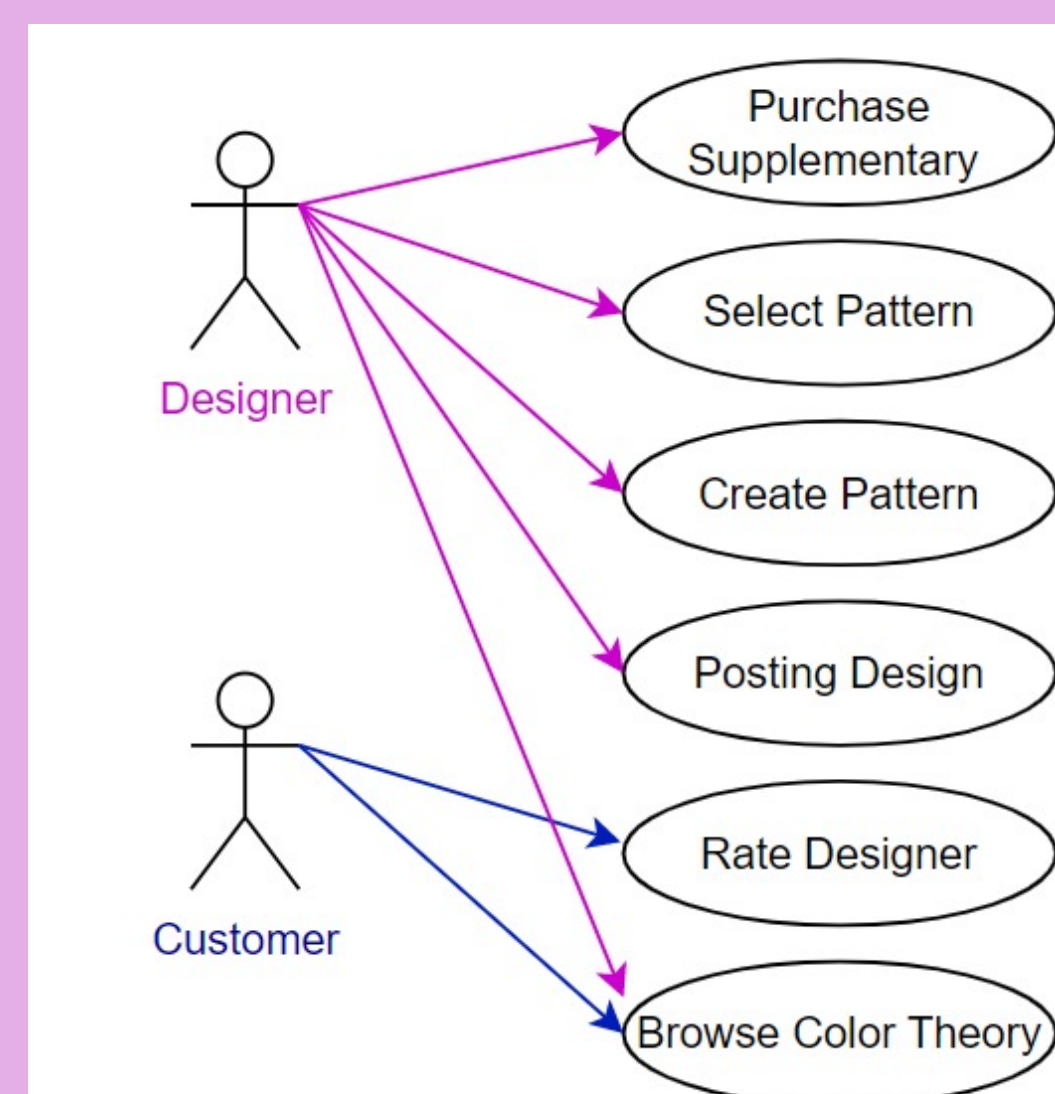 Purchase
Supplementary
Select Pattern
Designer
Create Pattern
Posting Design
Rate Designer
Customer
Browse Color Theory